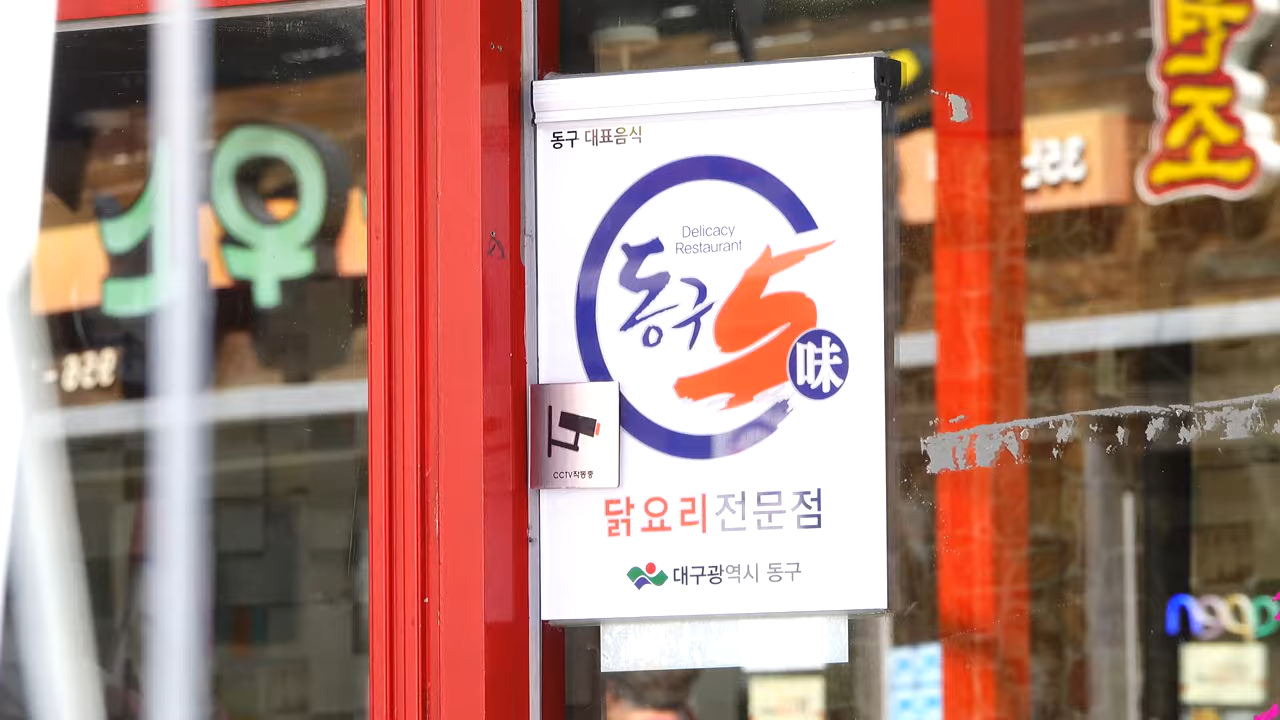 동구 대표음식
Delicacy
Restaurant
동구 5
味
CCTV작동중
닭요리전문점
대구광역시 동구